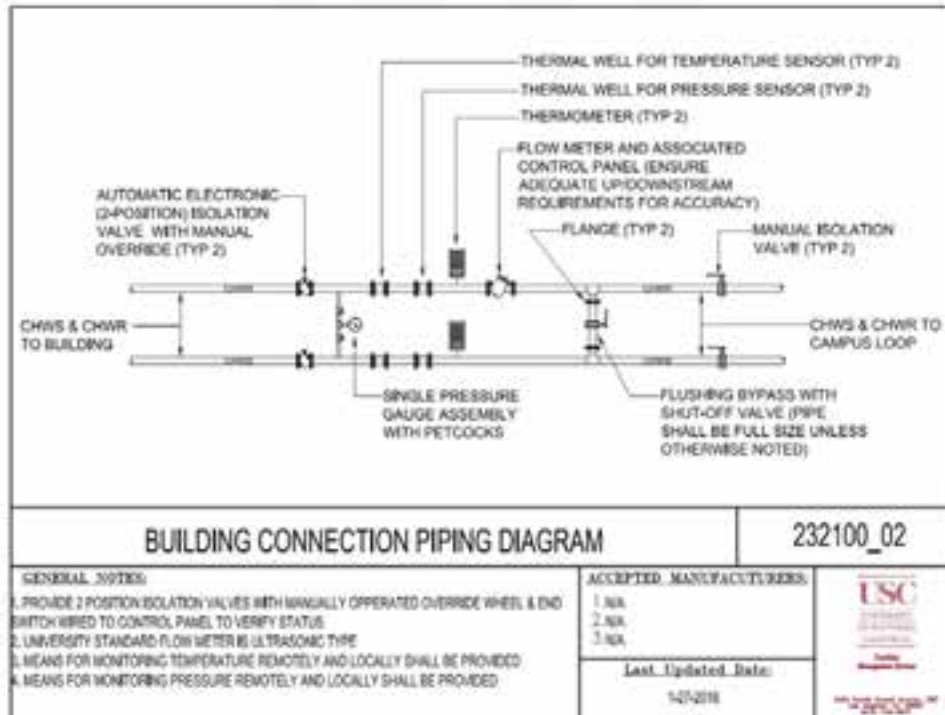 THERMAL WELL FOR TEMPERATURE SENSOR (TYP 2)
THERMAL WELL FOR PRESSURE SENSOR (TYP 2)
THERMOMETER (TYP 2)
FLOW METER AND ASSOCIATED
CONTROL PANEL (ENSURE
ADEQUATE UP/DOWNSTREAM
REQUIREMENTS FOR ACCURACY)
AUTOMATIC ELECTRONIC
(2-POSITION) ISOLATION
VALVE WITH MANUAL
OVERRIDE (TYP 2)
FLANGE (TYP 2)
MANUAL ISOLATION
VALVE (TYP 2)
CHWS & CHWR
TO BUILDING
CHWS & CHWR TO
CAMPUS LOOP
SINGLE PRESSURE
GAUGE ASSEMBLY
WITH PETCOCKS
FLUSHING BYPASS WITH
SHUT-OFF VALVE (PIPE
SHALL BE FULL SIZE UNLESS
OTHERWISE NOTED)
BUILDING CONNECTION PIPING DIAGRAM
232100_02
GENERAL NOTES:
1. PROVIDE 2 POSITION ISOLATION VALVES WITH MANUALLY OPPERATED OVERRIDE WHEEL & END
SWITCH WIRED TO CONTROL PANEL TO VERIFY STATUS
2. UNIVERSITY STANDARD FLOW METER IS ULTRASONIC TYPE
3. MEANS FOR MONITORING TEMPERATURE REMOTELY AND LOCALLY SHALL BE PROVIDED
4. MEANS FOR MONITORING PRESSURE REMOTELY AND LOCALLY SHALL BE PROVIDED
ACCEPTED MANUFACTURERS:
1. N/A
2. N/A
3. N/A
Last Updated Date:
USC